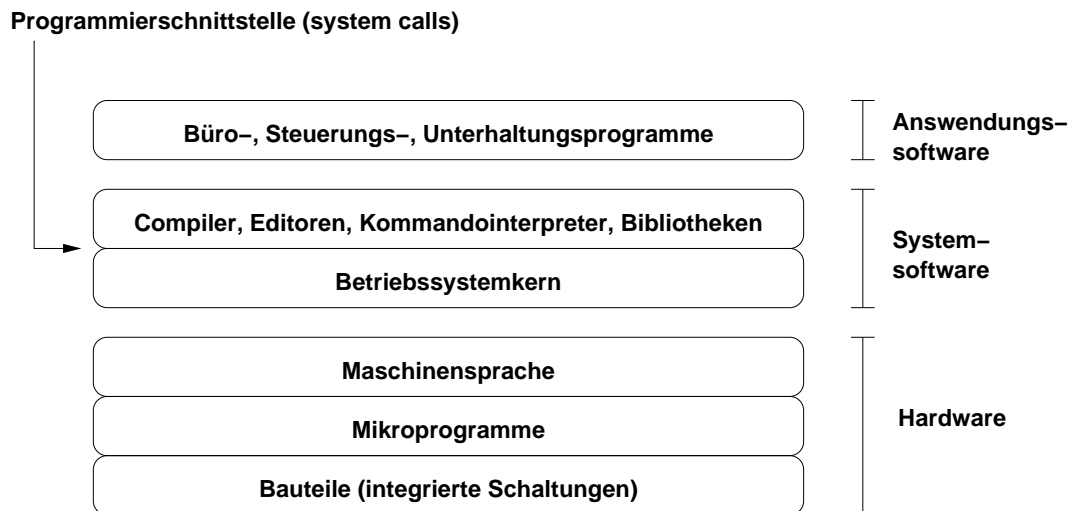 Programmierschnittstelle (system calls)
Büro−, Steuerungs−, Unterhaltungsprogramme
Answendungs−
software
Compiler, Editoren, Kommandointerpreter, Bibliotheken
Betriebssystemkern
System−
software
Maschinensprache
Mikroprogramme
Bauteile (integrierte Schaltungen)
Hardware